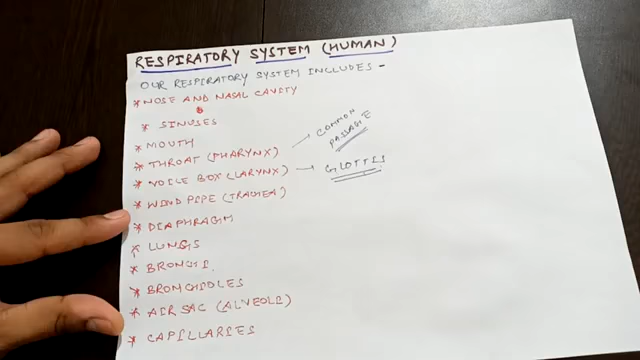 RESPIRATORY SYSTEM (HUMAN)
OUR RESPIRATORY SYSTEM INCLUDES -
* NOSE AND NASAL CAVITY
* SINUSES
* MOUTH
* THROAT (PHARYNX) → COMMON PASSAGE
* VOICE BOX (LARYNX) → GLOTTIS
* WIND PIPE (TRACHEA)
* DIAPHRAGM
* LUNGS
* BRONCHI.
* BRONCHIOLES
* AIR SAC (ALVEOLI)
* CAPILLARIES